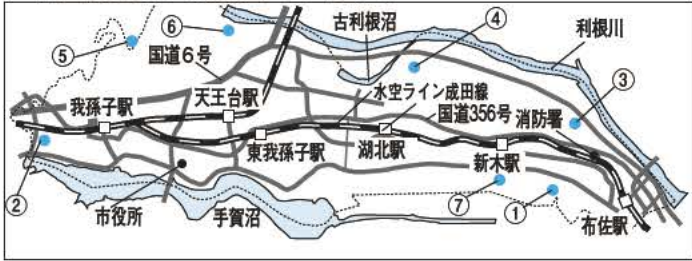 ⑥
古利根沼
④
利根川
⑤
国道6号
③
天王台駅
水空ライン成田線
我孫子駅
国道356号
消防署
東我孫子駅
湖北駅
新木駅
②
市役所
手賀沼
⑦
①
布佐駅